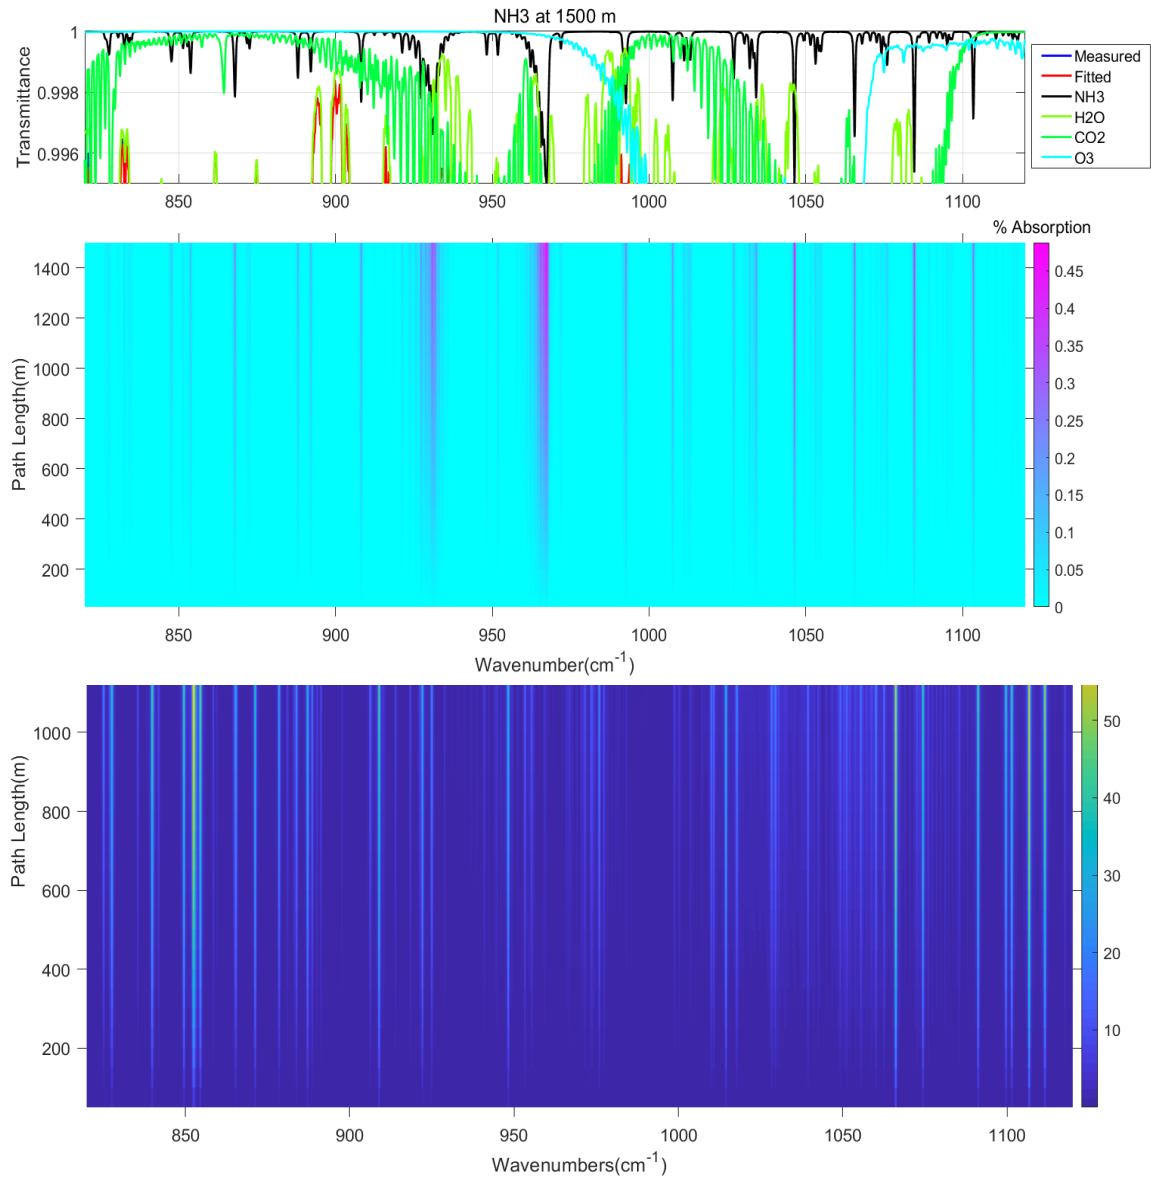 NH3 at 1500 m
Transmittance
1
0.998
0.996
850 900 950 1000 1050 1100
Measured
Fitted
NH3
H2O
CO2
O3
% Absorption
Path Length(m)
1400
1200
1000
800
600
400
200
0.45
0.4
0.35
0.3
0.25
0.2
0.15
0.1
0.05
0
850 900 950 1000 1050 1100
Wavenumber(cm⁻¹)
Path Length(m)
1000
800
600
400
200
50
40
30
20
10
850 900 950 1000 1050 1100
Wavenumbers(cm⁻¹)